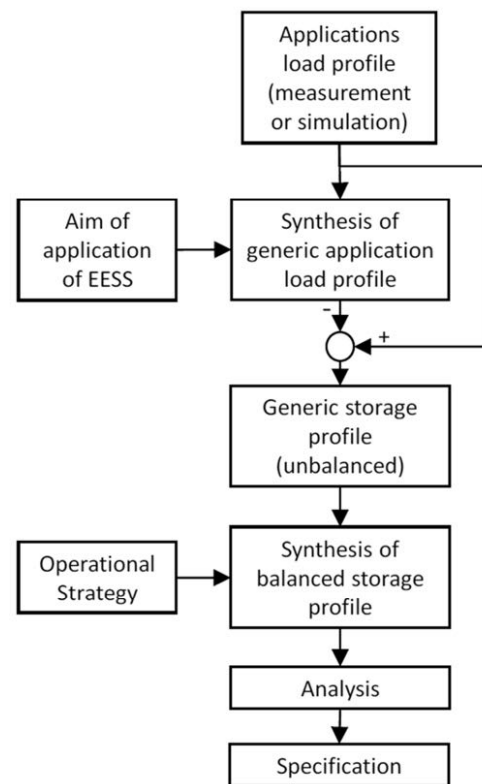 Applications
load profile
(measurement
or simulation)
Aim of
application
of EESS
Synthesis of
generic application
load profile
-
+
Generic storage
profile
(unbalanced)
Operational
Strategy
Synthesis of
balanced storage
profile
Analysis
Specification